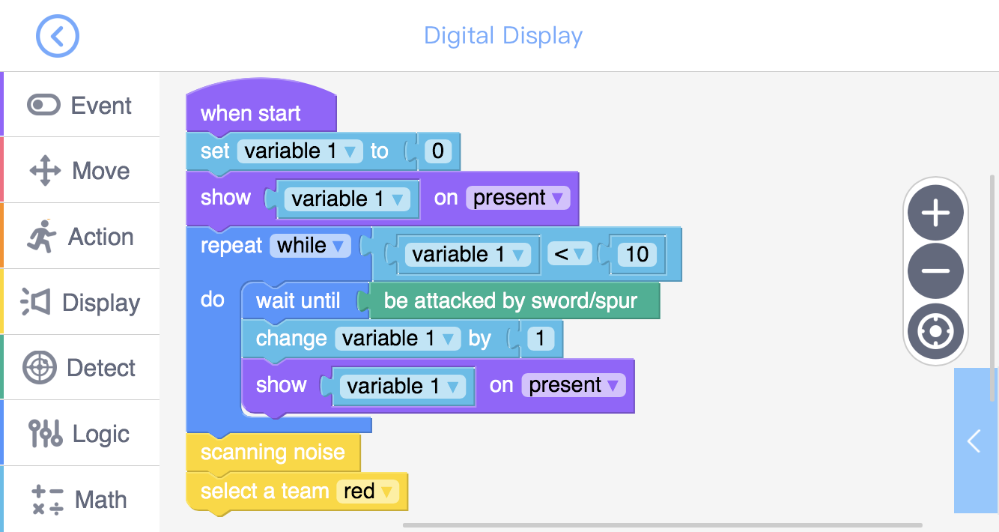 Digital Display
Event
Move
Action
Display
Detect
Logic
Math
when start
set variable 1 to 0
show variable 1 on present
repeat while variable 1 < 10
do wait until be attacked by sword/spur
change variable 1 by 1
show variable 1 on present
scanning noise
select a team red